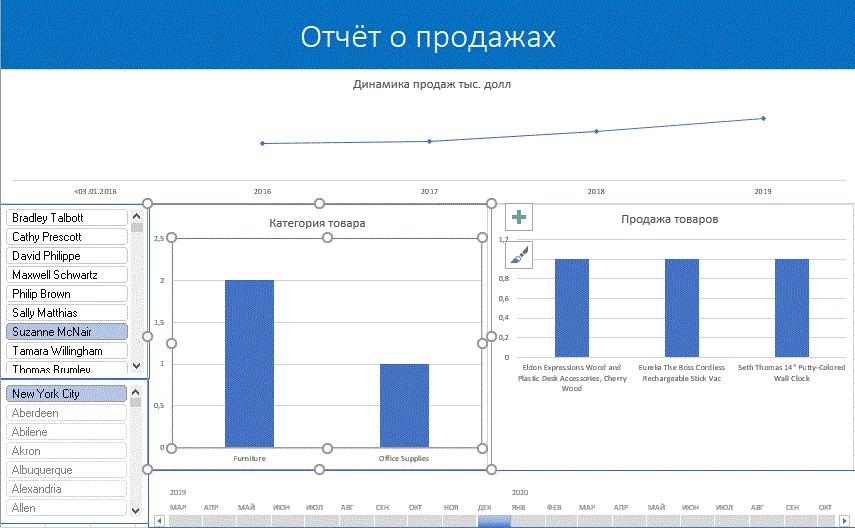 Отчёт о продажах
Динамика продаж тыс. долл
<03.01.2016 2016 2017 2018 2019
Bradley Talbott
Cathy Prescott
David Philippe
Maxwell Schwartz
Philip Brown
Sally Matthias
Suzanne McNair
Tamara Willingham
Thomas Brumley
New York City
Aberdeen
Abilene
Akron
Albuquerque
Alexandria
Allen
Категория товара
2,5
2
1,5
1
0,5
0
Furniture Office Supplies
Продажа товаров
1,2
1
0,8
0,6
0,4
0,2
0
Eldon Expressions Wood and
Plastic Desk Accessories, Cherry
Wood
Eureka The Boss Cordless
Rechargeable Stick Vac
Seth Thomas 14" Putty-Colored
Wall Clock
2019 2020
МАР АПР МАЙ ИЮН ИЮЛ АВГ СЕН ОКТ НОЯ ДЕК ЯНВ ФЕВ МАР АПР МАЙ ИЮН ИЮЛ АВГ СЕН ОКТ